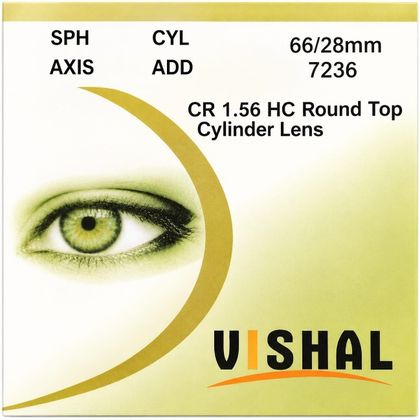 SPH CYL 66/28mm
AXIS ADD 7236
CR 1.56 HC Round Top
Cylinder Lens
VISHAL